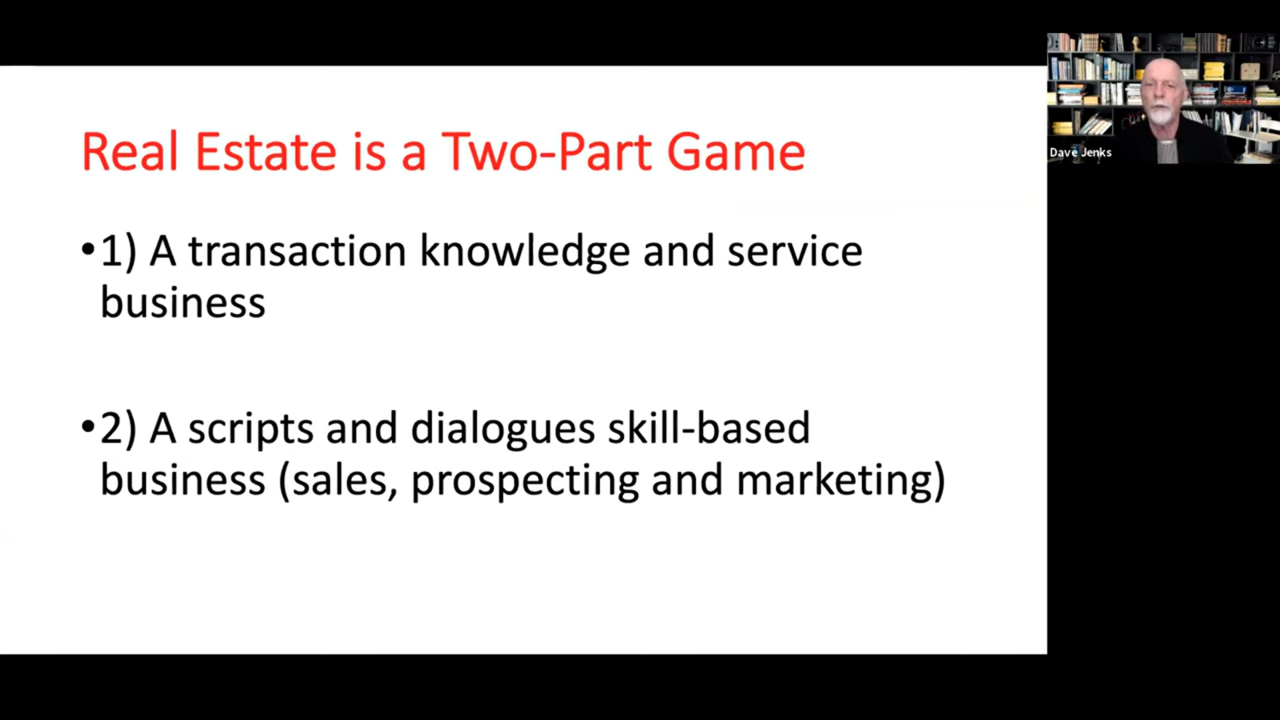 Real Estate is a Two-Part Game
•1) A transaction knowledge and service
business
•2) A scripts and dialogues skill-based
business (sales, prospecting and marketing)
Dave Jenks